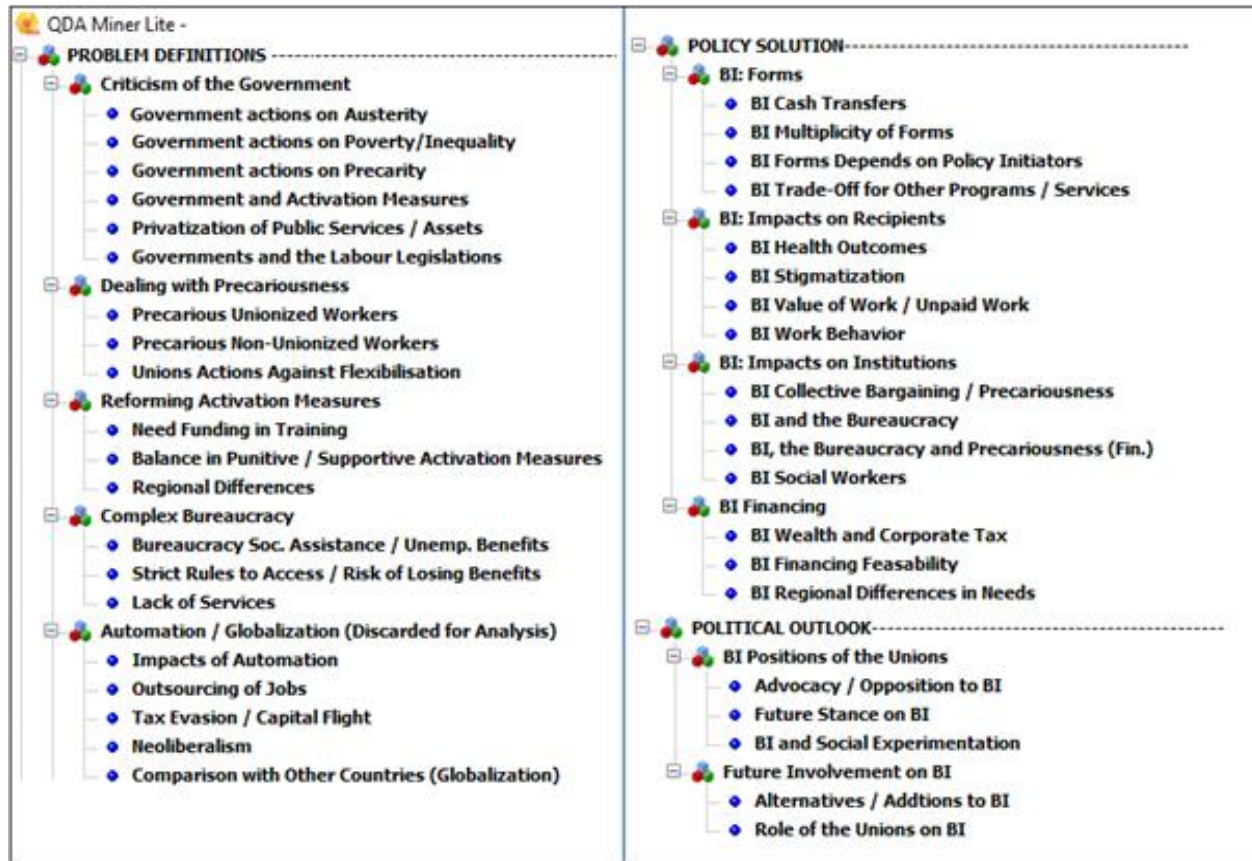 QDA Miner Lite -
PROBLEM DEFINITIONS ----------------------------------------------------
Criticism of the Government
Government actions on Austerity
Government actions on Poverty/Inequality
Government actions on Precarity
Government and Activation Measures
Privatization of Public Services / Assets
Governments and the Labour Legislations
Dealing with Precariousness
Precarious Unionized Workers
Precarious Non-Unionized Workers
Unions Actions Against Flexibilisation
Reforming Activation Measures
Need Funding in Training
Balance in Punitive / Supportive Activation Measures
Regional Differences
Complex Bureaucracy
Bureaucracy Soc. Assistance / Unemp. Benefits
Strict Rules to Access / Risk of Losing Benefits
Lack of Services
Automation / Globalization (Discarded for Analysis)
Impacts of Automation
Outsourcing of Jobs
Tax Evasion / Capital Flight
Neoliberalism
Comparison with Other Countries (Globalization)
POLICY SOLUTION----------------------------------------------------
BI: Forms
BI Cash Transfers
BI Multiplicity of Forms
BI Forms Depends on Policy Initiators
BI Trade-Off for Other Programs / Services
BI: Impacts on Recipients
BI Health Outcomes
BI Stigmatization
BI Value of Work / Unpaid Work
BI Work Behavior
BI: Impacts on Institutions
BI Collective Bargaining / Precariousness
BI and the Bureaucracy
BI, the Bureaucracy and Precariousness (Fin.)
BI Social Workers
BI Financing
BI Wealth and Corporate Tax
BI Financing Feasability
BI Regional Differences in Needs
POLITICAL OUTLOOK----------------------------------------------------
BI Positions of the Unions
Advocacy / Opposition to BI
Future Stance on BI
BI and Social Experimentation
Future Involvement on BI
Alternatives / Addtions to BI
Role of the Unions on BI